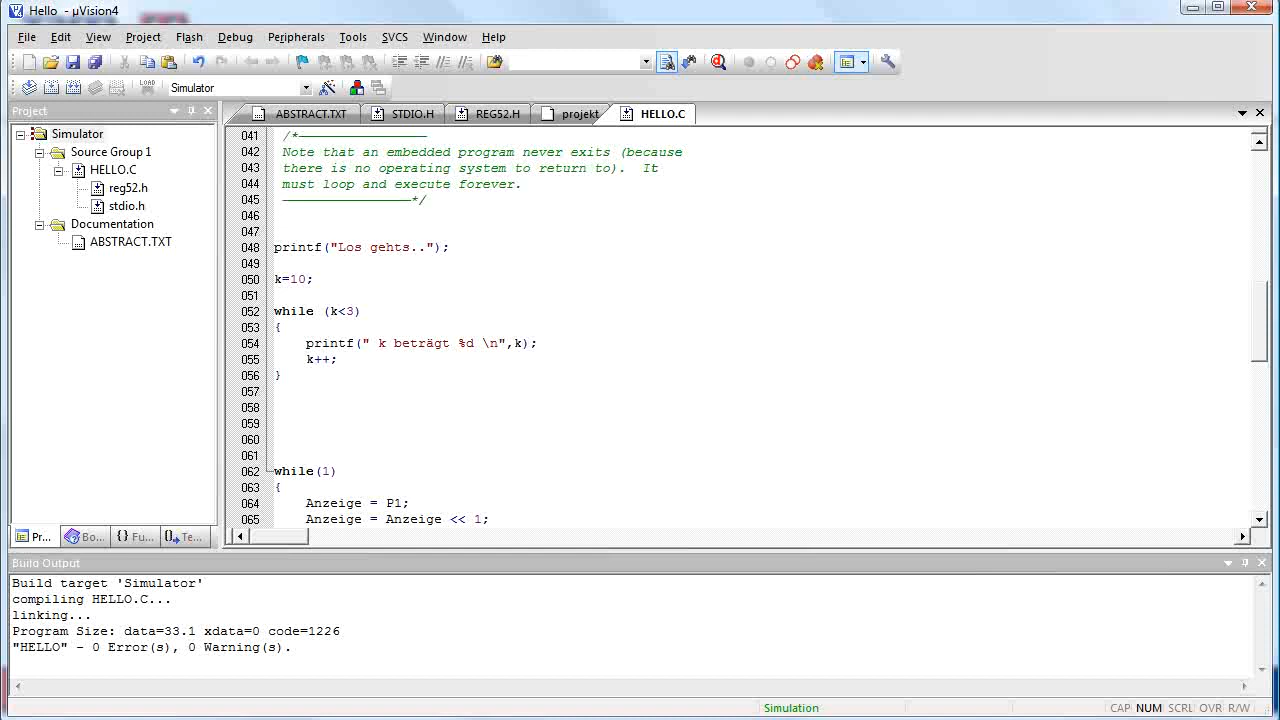 Hello - µVision4
File Edit View Project Flash Debug Peripherals Tools SVCS Window Help
LOAD Simulator
Project
Simulator
Source Group 1
HELLO.C
reg52.h
stdio.h
Documentation
ABSTRACT.TXT
Pr... Bo... {} Fu... Te...
ABSTRACT.TXT STDIO.H REG52.H projekt HELLO.C
041 /*————————————————
042 Note that an embedded program never exits (because
043 there is no operating system to return to).  It
044 must loop and execute forever.
045 ————————————————*/
046
047
048 printf("Los gehts..");
049
050 k=10;
051
052 while (k<3)
053 {
054     printf(" k beträgt %d \n",k);
055     k++;
056 }
057
058
059
060
061
062 while(1)
063 {
064     Anzeige = P1;
065     Anzeige = Anzeige << 1;
Build Output
Build target 'Simulator'
compiling HELLO.C...
linking...
Program Size: data=33.1 xdata=0 code=1226
"HELLO" - 0 Error(s), 0 Warning(s).
Simulation CAP NUM SCRL OVR R/W